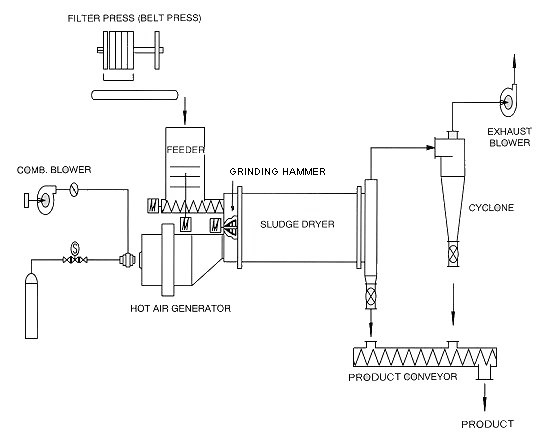 FILTER PRESS (BELT PRESS)
FEEDER
GRINDING HAMMER
COMB. BLOWER
EXHAUST
BLOWER
CYCLONE
SLUDGE DRYER
M
M
M
S
HOT AIR GENERATOR
PRODUCT CONVEYOR
PRODUCT